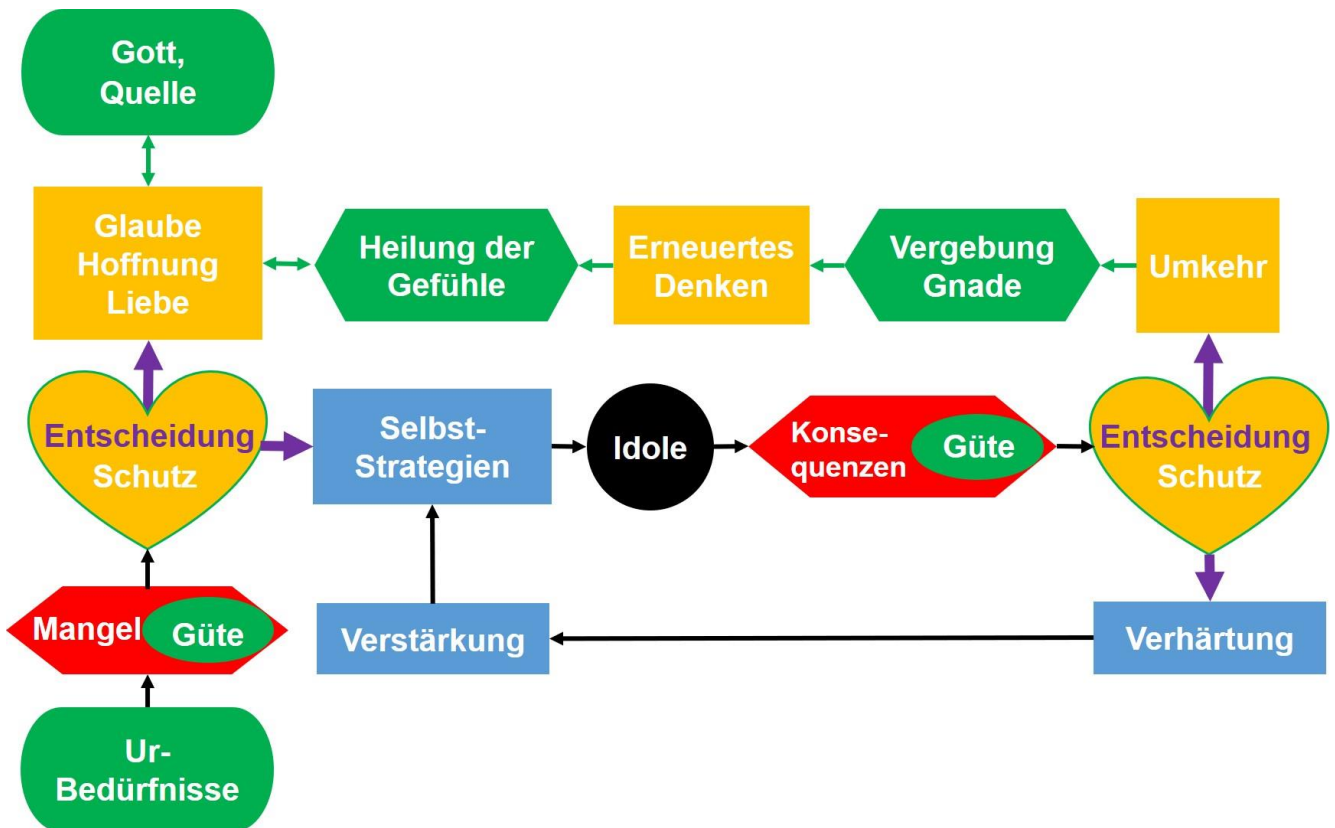 Gott,
Quelle
Glaube
Hoffnung
Liebe
Heilung der
Gefühle
Erneuertes
Denken
Vergebung
Gnade
Umkehr
Entscheidung
Schutz
Selbst-
Strategien
Idole
Konse-
quenzen
Güte
Entscheidung
Schutz
Mangel
Güte
Verstärkung
Verhärtung
Ur-
Bedürfnisse